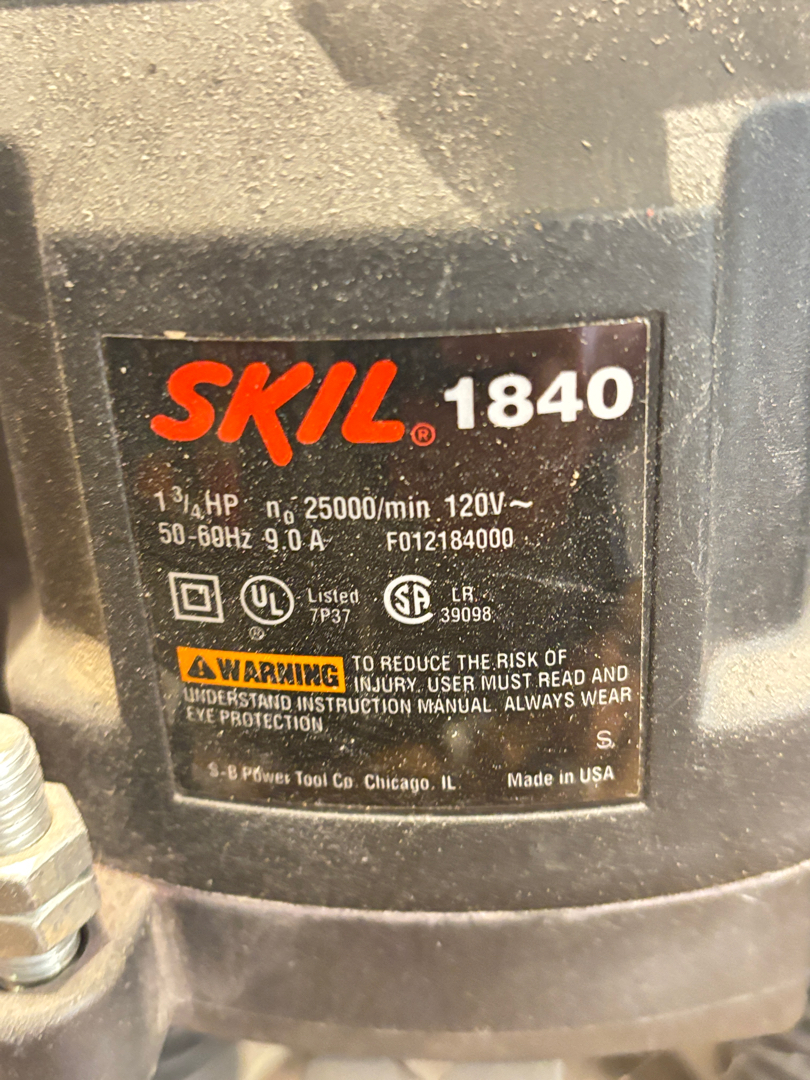 SKIL® 1840
1 3/4 HP n0 25000/min 120V~
50-60Hz 9.0 A F012184000
UL Listed 7P37 SA LR 39098
®
WARNING TO REDUCE THE RISK OF
INJURY. USER MUST READ AND
UNDERSTAND INSTRUCTION MANUAL. ALWAYS WEAR
EYE PROTECTION
S
S-B Power Tool Co. Chicago, IL Made in USA